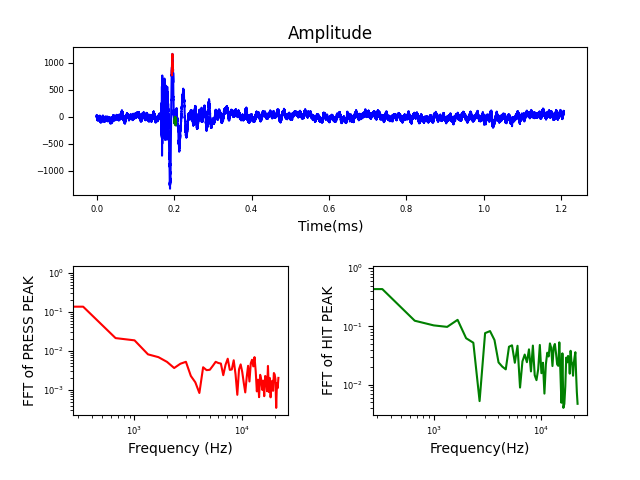 Amplitude
1000
500
0
−500
−1000
0.0 0.2 0.4 0.6 0.8 1.0 1.2
Time(ms)
FFT of PRESS PEAK
10⁰
10⁻¹
10⁻²
10⁻³
10³ 10⁴
Frequency (Hz)
FFT of HIT PEAK
10⁰
10⁻¹
10⁻²
10³ 10⁴
Frequency(Hz)